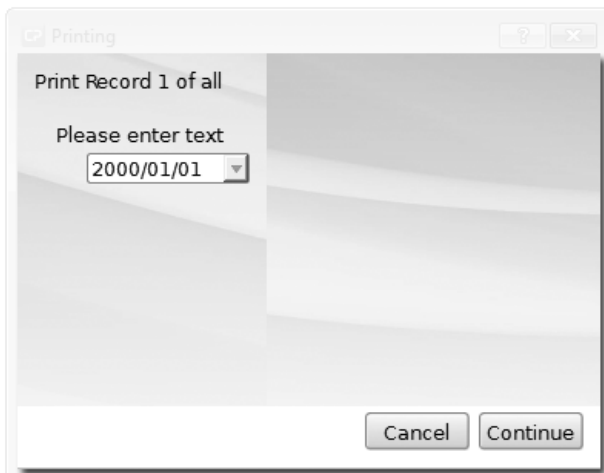 Printing
Print Record 1 of all
Please enter text
2000/01/01
Cancel Continue